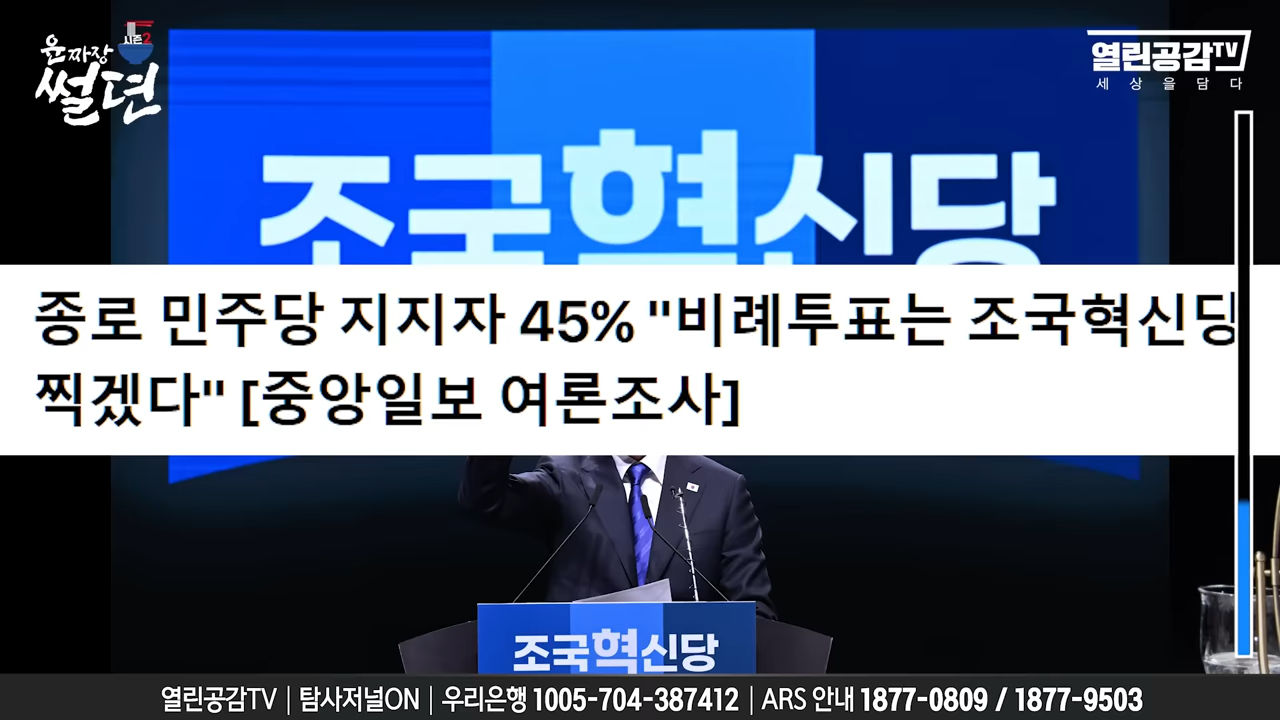 윤짜장
시즌2
썰뎐
열린공감TV
세상을담다
조국혁신당
종로 민주당 지지자 45% "비례투표는 조국혁신당
찍겠다" [중앙일보 여론조사]
조국혁신당
열린공감TV | 탐사저널ON | 우리은행 1005-704-387412 | ARS 안내 1877-0809 / 1877-9503